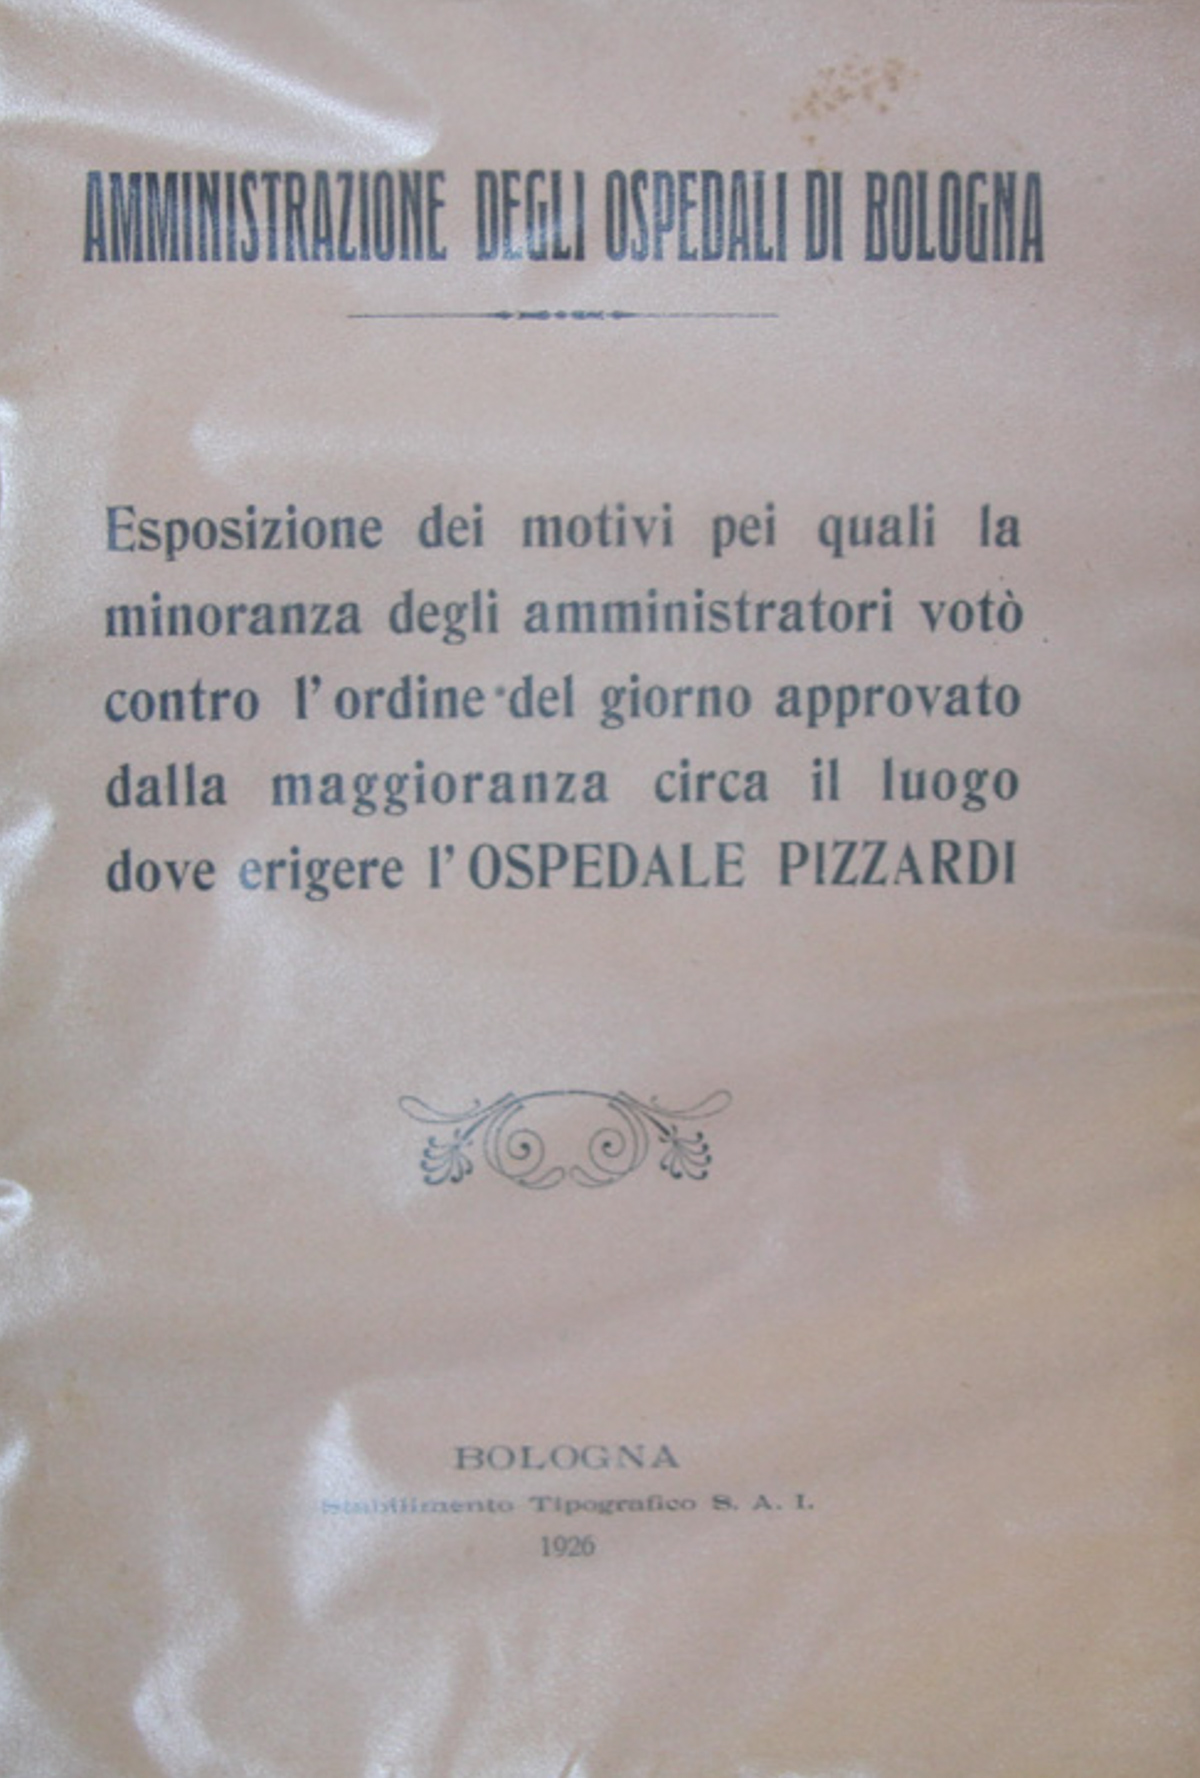 AMMINISTRAZIONE DEGLI OSPEDALI DI BOLOGNA
Esposizione dei motivi pei quali la
minoranza degli amministratori votò
contro l'ordine del giorno approvato
dalla maggioranza circa il luogo
dove erigere l'OSPEDALE PIZZARDI
BOLOGNA
Stabilimento Tipografico S. A. I.
1926